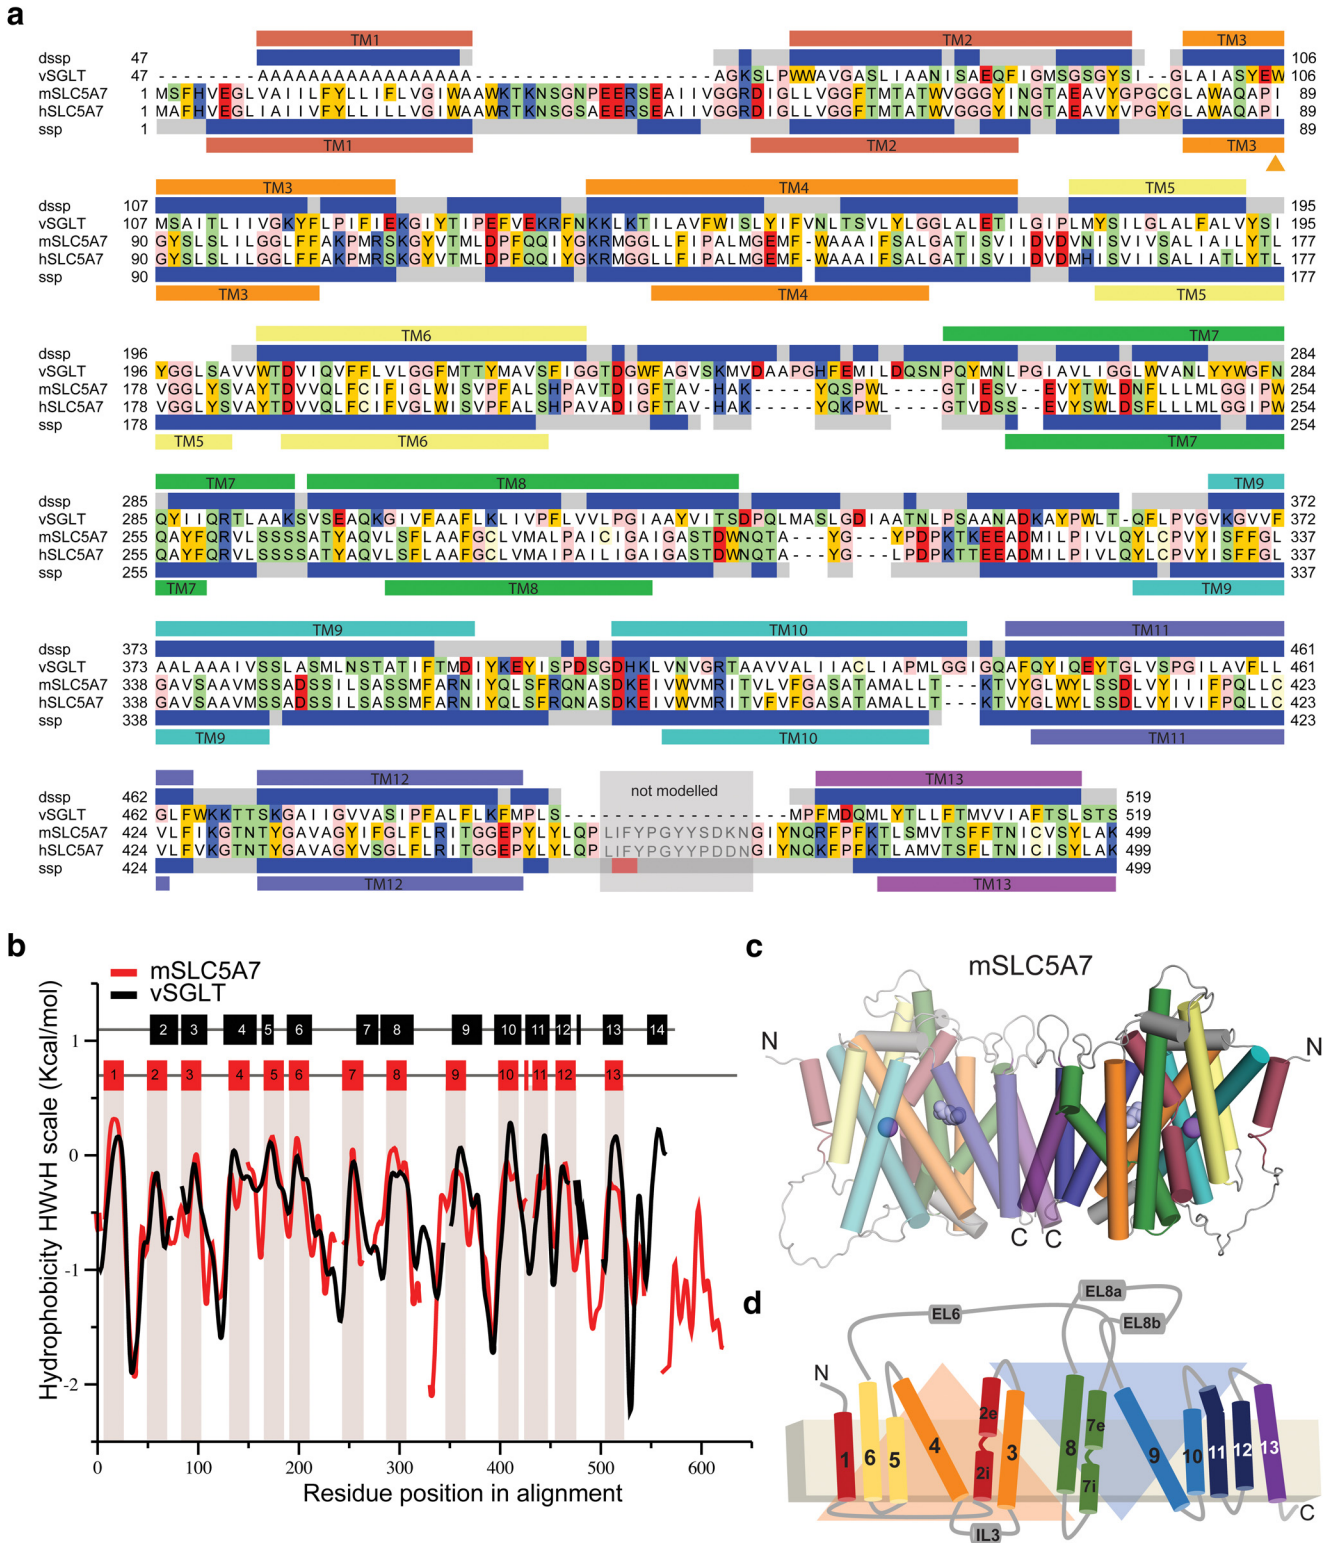 a
TM1 TM2 TM3
dssp 47 106
vSGLT 47 --------AAAAAAAAAAAAAAAAA-------------------AGKSLPWWAVGASLIAANISAEQFIGMSGSGYSI--GLAIASYEW 106
mSLC5A7 1 MSFHVEGLVAIILFYLLIFLVGIWAAWKTKNSGNPEERSEAIIVGGRDIGLLVGGFTMTATWVGGGYINGTAEAVYGPGCGLAWAQAPI 89
hSLC5A7 1 MAFHVEGLIAIIVFYLLILLVGIWAAWRTKNSGSAEERSEAIIVGGRDIGLLVGGFTMTATWVGGGYINGTAEAVYVPGYGLAWAQAPI 89
ssp 1 89
TM1 TM2 TM3
TM3 TM4 TM5
dssp 107 195
vSGLT 107 MSAITLIIVGKYFLPIFIEKGIYTIPEFVEKRFNKKLKTILAVFWISLYIFVNLTSVLYLGGLALETILGIPLMYSILGLALFALVYSI 195
mSLC5A7 90 GYSLSLILGGLFFAKPMRSKGYVTMLDPFQQIYGKRMGGLLFIPALMGEMF-WAAAIFSALGATISVIIDVDVNISVIVSALIAILYTL 177
hSLC5A7 90 GYSLSLILGGLFFAKPMRSKGYVTMLDPFQQIYGKRMGGLLFIPALMGEMF-WAAAIFSALGATISVIIDVDMHISVIISALIATLYTL 177
ssp 90 177
TM3 TM4 TM5
TM6 TM7
dssp 196 284
vSGLT 196 YGGLSAVVWTDVIQVFFLVLGGFMTTYMAVSFIGGTDGWFAGVSKMVDAAPGHFEMILDQSNPQYMNLPGIAVLIGGLWVANLYYWGFN 284
mSLC5A7 178 VGGLYSVAYTDVVQLFCIFIGLWISVPFALSHPAVTDIGFTAV-HAK-----YQSPWL----GTIESV--EVYTWLDNFLLLMLGGIPW 254
hSLC5A7 178 VGGLYSVAYTDVVQLFCIFVGLWISVPFALSHPAVADIGFTAV-HAK-----YQKPWL----GTVDSS--EVYSWLDSFLLLMLGGIPW 254
ssp 178 254
TM5 TM6 TM7
TM7 TM8 TM9
dssp 285 372
vSGLT 285 QYIIQRTLAAKSVSEAQKGIVFAAFLKLIVPFLVVLPGIAAYVITSDPQLMASLGDIAATNLPSAANADKAYPWLT-QFLPVGVKGVVF 372
mSLC5A7 255 QAYFQRVLSSSSATYAQVLSFLAAFGCLVMALPAICIGAIGASTDWNQTA---YG--YPDPKTKEEADMILPIVLQYLCPVYISFFGL 337
hSLC5A7 255 QAYFQRVLSSSSATYAQVLSFLAAFGCLVMAIPAILIGAIGASTDWNQTA---YG--LPDPKTTEEADMILPIVLQYLCPVYISFFGL 337
ssp 255 337
TM7 TM8 TM9
TM9 TM10 TM11
dssp 373 461
vSGLT 373 AALAAAIVSSLASMLNSTATIFTMDIYKEYISPDSGDHKLVNVGRTAAVVALIIACLIAPMLGGIGQAFQYIQEYTGLVSPGILAVFLL 461
mSLC5A7 338 GAVSAAVMSSADSSILSASSMFARNIYQLSFRQNASDKEIVWVMRITVLVFGASATAMALLT---KTVYGLWYLSSDLVYIIIFPQLLC 423
hSLC5A7 338 GAVSAAVMSSADSSILSASSMFARNIYQLSFRQNASDKEIVWVMRITVFVFGASATAMALLT---KTVYGLWYLSSDLVYIVIFPQLLC 423
ssp 338 423
TM9 TM10 TM11
TM12 not modelled TM13
dssp 462 519
vSGLT 462 GLFWKKTTSKGAIIGVVASIPFALFLKFMPLS------------------MPFMDQMLYTLLFTMVVIAFTSLSTS 519
mSLC5A7 424 VLFIKGTNTYGAVAGYIFGLFLRITGGEPYLYLQPLIFYPGYYSDKNGIYNQRFPFKTLSMVTSFFTNICVSYLAK 499
hSLC5A7 424 VLFVKGTNTYGAVAGYVSGLFLRITGGEPYLYLQPLIFYPGYYPDDNGIYNQKFPFKTLAMVTSFLTNICISYLAK 499
ssp 424 499
TM12 TM13
b
mSLC5A7
vSGLT
Hydrophobicity HWvH scale (Kcal/mol)
2 3 4 5 6 7 8 9 10 11 12 13 14
1
1 2 3 4 5 6 7 8 9 10 11 12 13
0
-1
-2
0 100 200 300 400 500 600
Residue position in alignment
c
mSLC5A7
N
N
C C
d
EL8a
EL6
EL8b
N
1 6 5 4 2e 2i 3 8 7e 7i 9 10 11 12 13
IL3
C